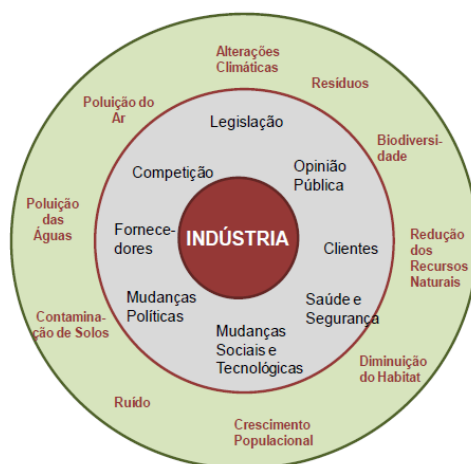 Alterações
Climáticas
Resíduos
Biodiversi-
dade
Redução
dos
Recursos
Naturais
Diminuição
do Habitat
Crescimento
Populacional
Ruído
Contamina-
ção de Solos
Poluição
das
Águas
Poluição do
Ar
Legislação
Opinião
Pública
Clientes
Saúde e
Segurança
Mudanças
Sociais e
Tecnológicas
Mudanças
Políticas
Fornece-
dores
Competição
INDÚSTRIA